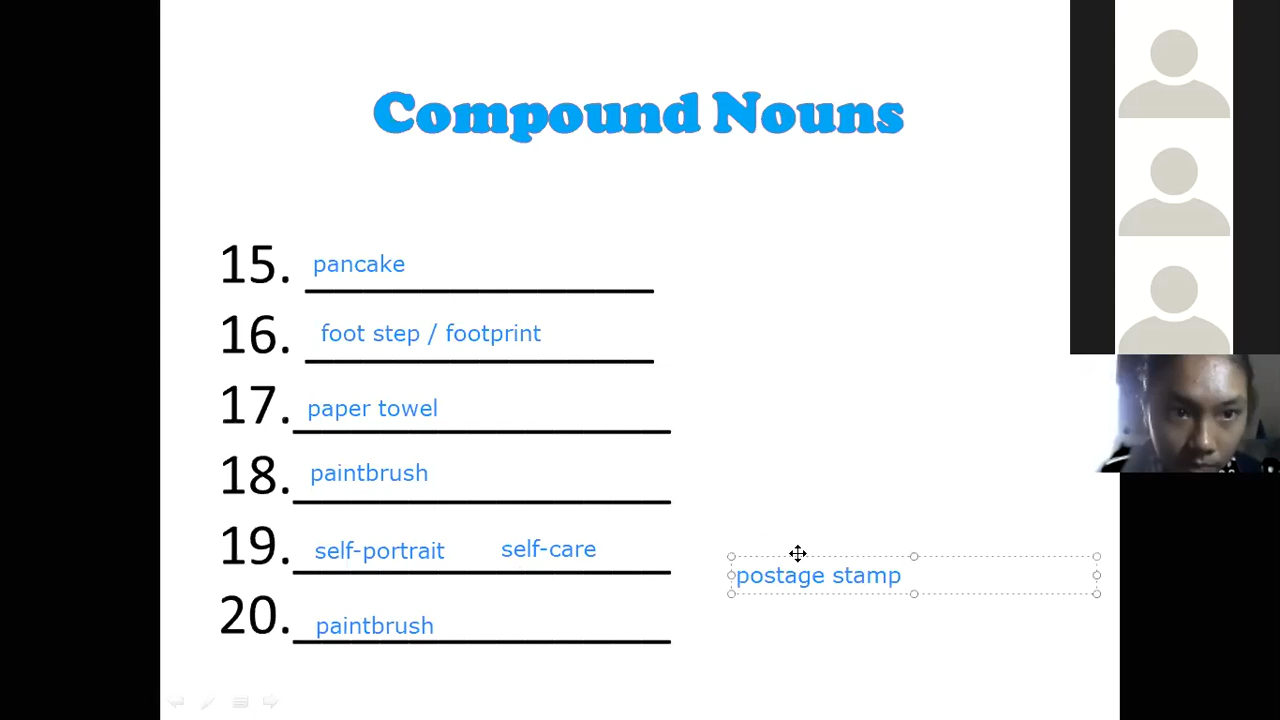 Compound Nouns
15. pancake
16. foot step / footprint
17. paper towel
18. paintbrush
19. self-portrait self-care
postage stamp
20. paintbrush